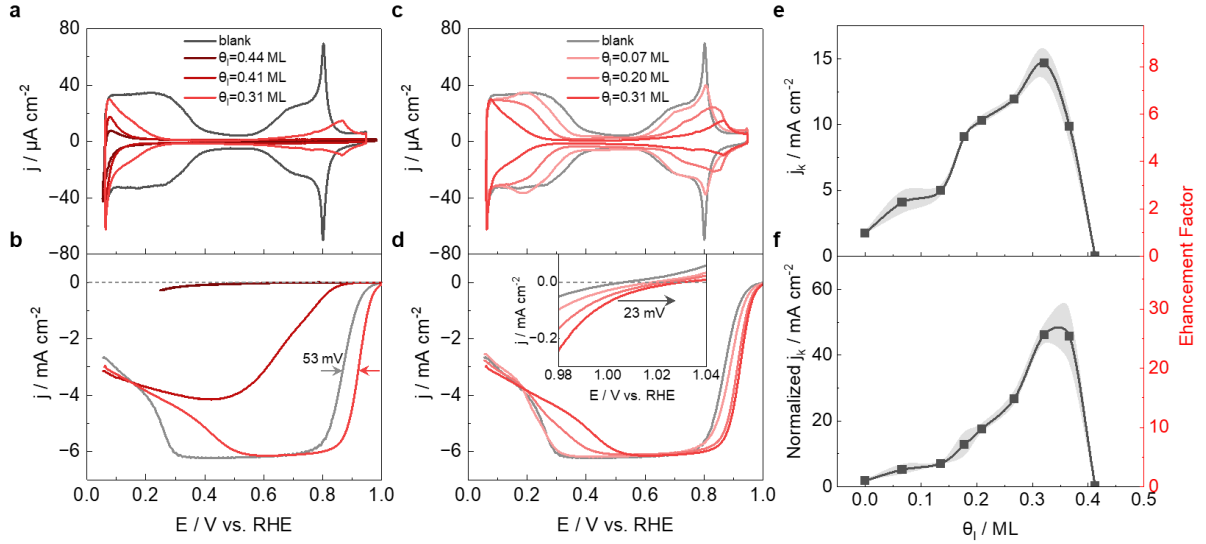 a
80
40
0
−40
−80
j / µA cm⁻²
blank
θI=0.44 ML
θI=0.41 ML
θI=0.31 ML
b
0
−2
−4
−6
j / mA cm⁻²
53 mV
0.0 0.2 0.4 0.6 0.8 1.0
E / V vs. RHE
c
80
40
0
−40
−80
j / µA cm⁻²
blank
θI=0.07 ML
θI=0.20 ML
θI=0.31 ML
d
0
−2
−4
−6
j / mA cm⁻²
0.0
−0.2
j / mA cm⁻²
23 mV
0.98 1.00 1.02 1.04
E / V vs. RHE
0.0 0.2 0.4 0.6 0.8 1.0
E / V vs. RHE
e
15
10
5
0
jk / mA cm⁻²
8
6
4
2
0
f
60
40
20
0
Normalized jk / mA cm⁻²
30
20
10
0
Ehancement Factor
0.0 0.1 0.2 0.3 0.4 0.5
θI / ML